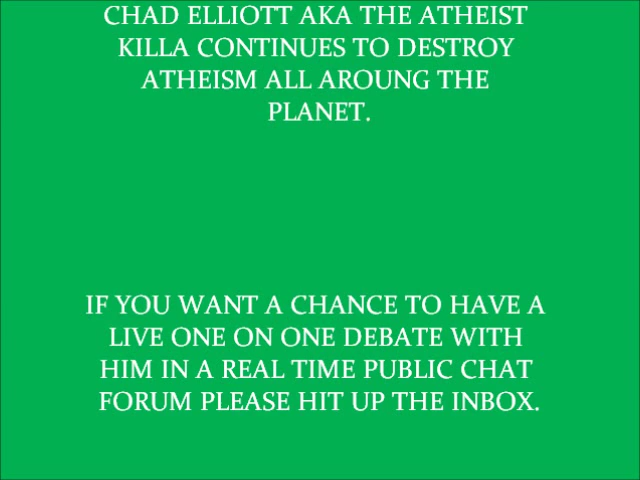 CHAD ELLIOTT AKA THE ATHEIST
KILLA CONTINUES TO DESTROY
ATHEISM ALL AROUNG THE
PLANET.
IF YOU WANT A CHANCE TO HAVE A
LIVE ONE ON ONE DEBATE WITH
HIM IN A REAL TIME PUBLIC CHAT
FORUM PLEASE HIT UP THE INBOX.